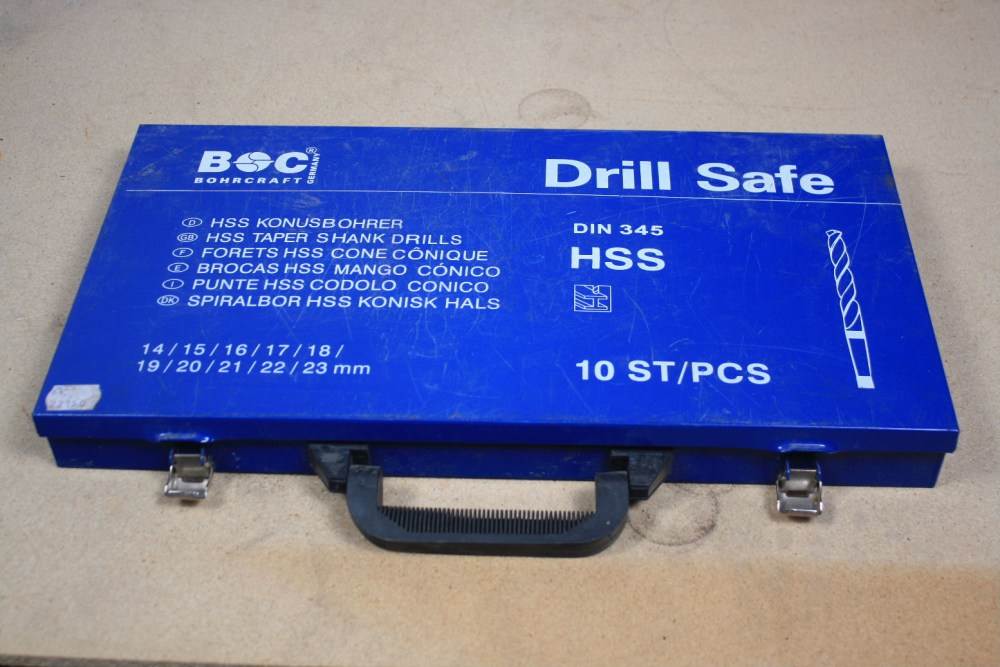 BOC
GERMANY®
BOHRCRAFT
Drill Safe
D HSS KONUSBOHRER
GB HSS TAPER SHANK DRILLS
F FORETS HSS CONE CÔNIQUE
E BROCAS HSS MANGO CÓNICO
I PUNTE HSS CODOLO CONICO
DK SPIRALBOR HSS KONISK HALS
14/15/16/17/18/
19/20/21/22/23 mm
DIN 345
HSS
10 ST/PCS